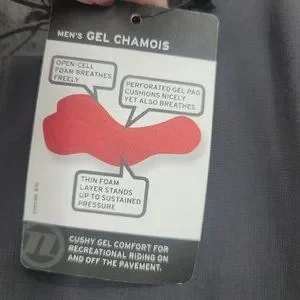 MEN'S GEL CHAMOIS
OPEN-CELL
FOAM BREATHES
FREELY
PERFORATED GEL PAD
CUSHIONS NICELY
YET ALSO BREATHES.
THIN FOAM
LAYER STANDS
UP TO SUSTAINED
PRESSURE
CUSHY GEL COMFORT FOR
RECREATIONAL RIDING ON
AND OFF THE PAVEMENT.